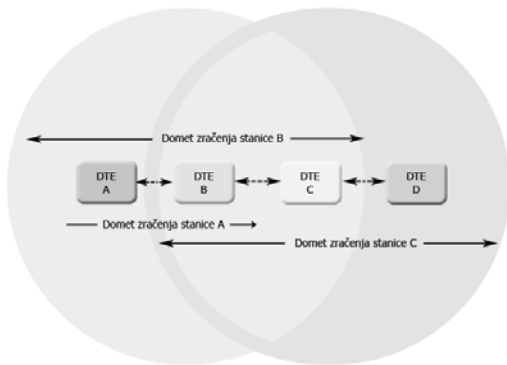 Domet zračenja stanice B
DTE
A
DTE
B
DTE
C
DTE
D
Domet zračenja stanice A
Domet zračenja stanice C